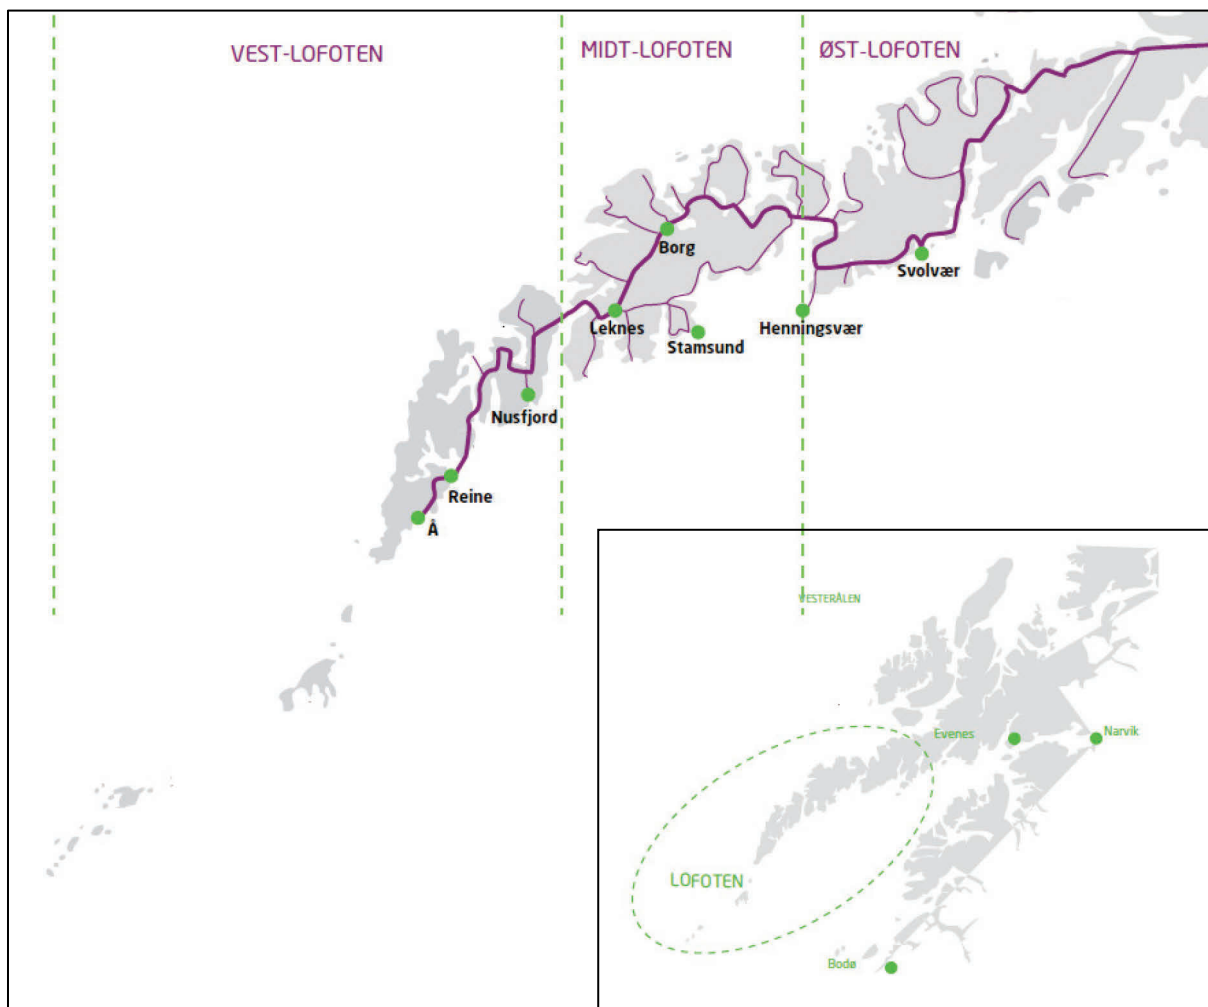 VEST-LOFOTEN
MIDT-LOFOTEN
ØST-LOFOTEN
Borg
Svolvær
Leknes
Henningsvær
Stamsund
Nusfjord
Reine
Å
VESTERÅLEN
Evenes
Narvik
LOFOTEN
Bodø